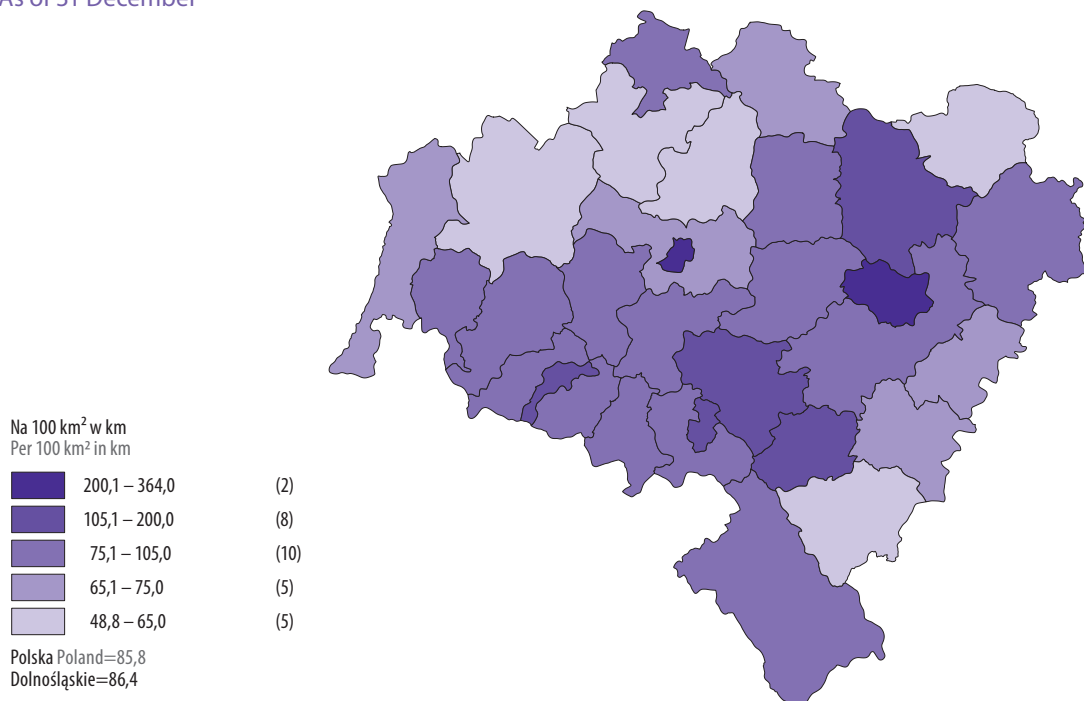 As of 31 December
Na 100 km² w km
Per 100 km² in km
200,1 – 364,0 (2)
105,1 – 200,0 (8)
75,1 – 105,0 (10)
65,1 – 75,0 (5)
48,8 – 65,0 (5)
Polska Poland=85,8
Dolnośląskie=86,4